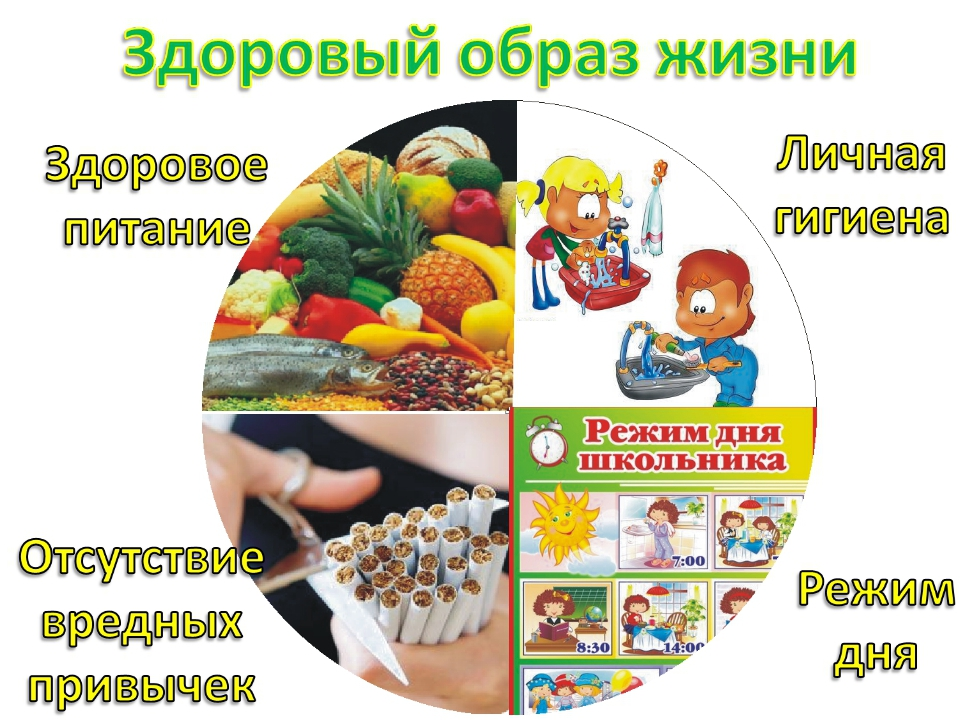 Здоровый образ жизни
Здоровое
питание
Личная
гигиена
Режим дня
школьника
7:00
8:30
14:00
Отсутствие
вредных
привычек
Режим
дня